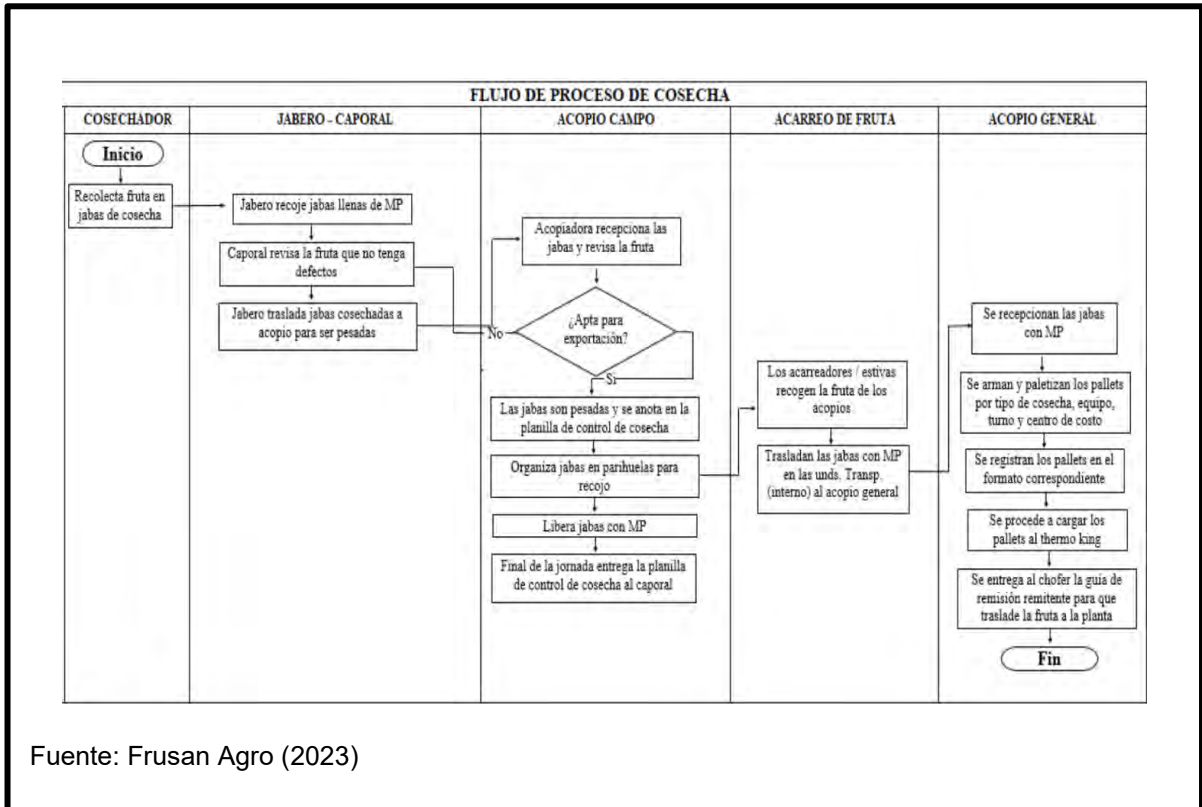 FLUJO DE PROCESO DE COSECHA
COSECHADOR
JABERO - CAPORAL
ACOPIO CAMPO
ACARREO DE FRUTA
ACOPIO GENERAL
Inicio
Recolecta fruta en
jabas de cosecha
Jabero recoje jabas llenas de MP
Caporal revisa la fruta que no tenga
defectos
Jabero traslada jabas cosechadas a
acopio para ser pesadas
Acopiadora recepciona las
jabas y revisa la fruta
¿Apta para
exportación?
No
Si
Las jabas son pesadas y se anota en la
planilla de control de cosecha
Organiza jabas en parihuelas para
recojo
Libera jabas con MP
Final de la jornada entrega la planilla
de control de cosecha al caporal
Los acarreadores / estivas
recogen la fruta de los
acopios
Trasladan las jabas con MP
en las unds. Transp.
(interno) al acopio general
Se recepcionan las jabas
con MP
Se arman y paletizan los pallets
por tipo de cosecha, equipo,
turno y centro de costo
Se registran los pallets en el
formato correspondiente
Se procede a cargar los
pallets al thermo king
Se entrega al chofer la guía de
remisión remitente para que
traslade la fruta a la planta
Fin
Fuente: Frusan Agro (2023)